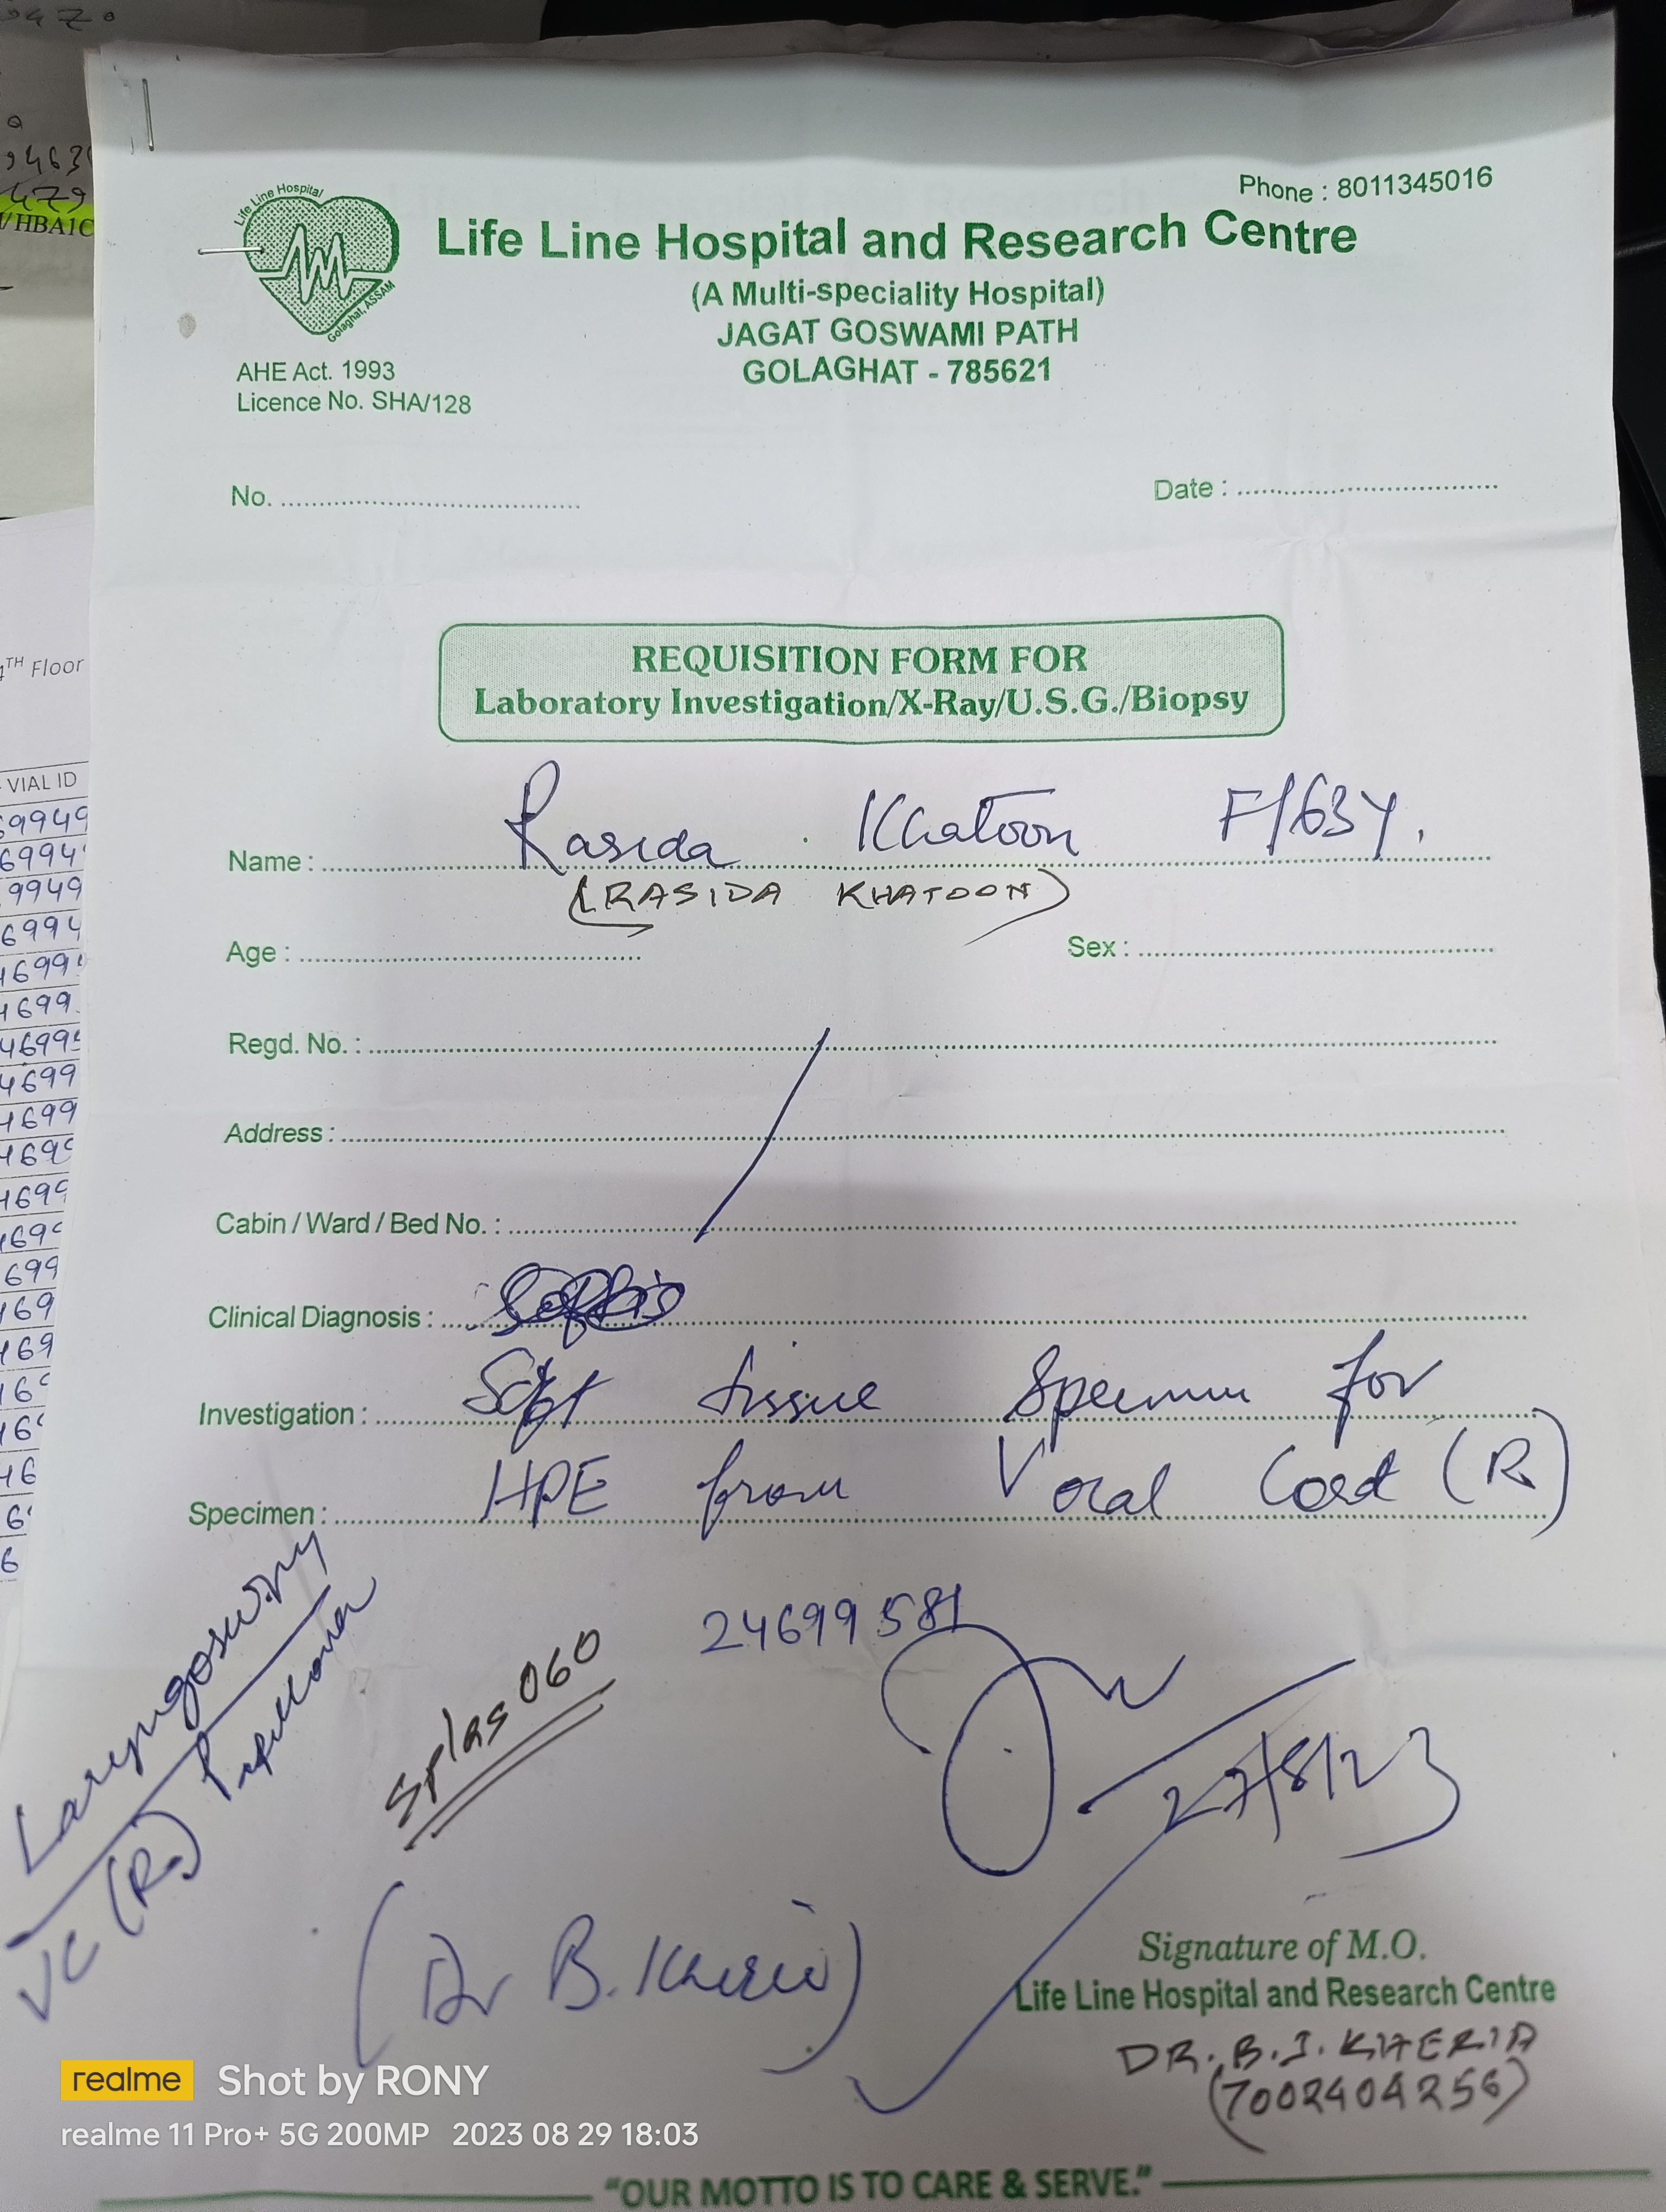 Phone : 8011345016
Life Line Hospital
Golaghat, ASSAM
Life Line Hospital and Research Centre
(A Multi-speciality Hospital)
JAGAT GOSWAMI PATH
GOLAGHAT - 785621
AHE Act. 1993
Licence No. SHA/128
No.
Date :
REQUISITION FORM FOR
Laboratory Investigation/X-Ray/U.S.G./Biopsy
Name : Rasida Khatoon F/63Y.
(RASIDA KHATOON)
Age :
Sex :
Regd. No. :
Address :
Cabin / Ward / Bed No. :
Clinical Diagnosis :
Investigation : Soft tissue Specimen for
Specimen : HPE from Vocal Cord (R)
24699581
Splas060
VC (R) Papilloma
27/8/23
(Dr B. Kheria)
Signature of M.O.
Life Line Hospital and Research Centre
DR. B. J. KHERIA
(7002404256)
"OUR MOTTO IS TO CARE & SERVE."
/HBA1C
4TH Floor
VIAL ID
realme
Shot by RONY
realme 11 Pro+ 5G 200MP 2023 08 29 18:03